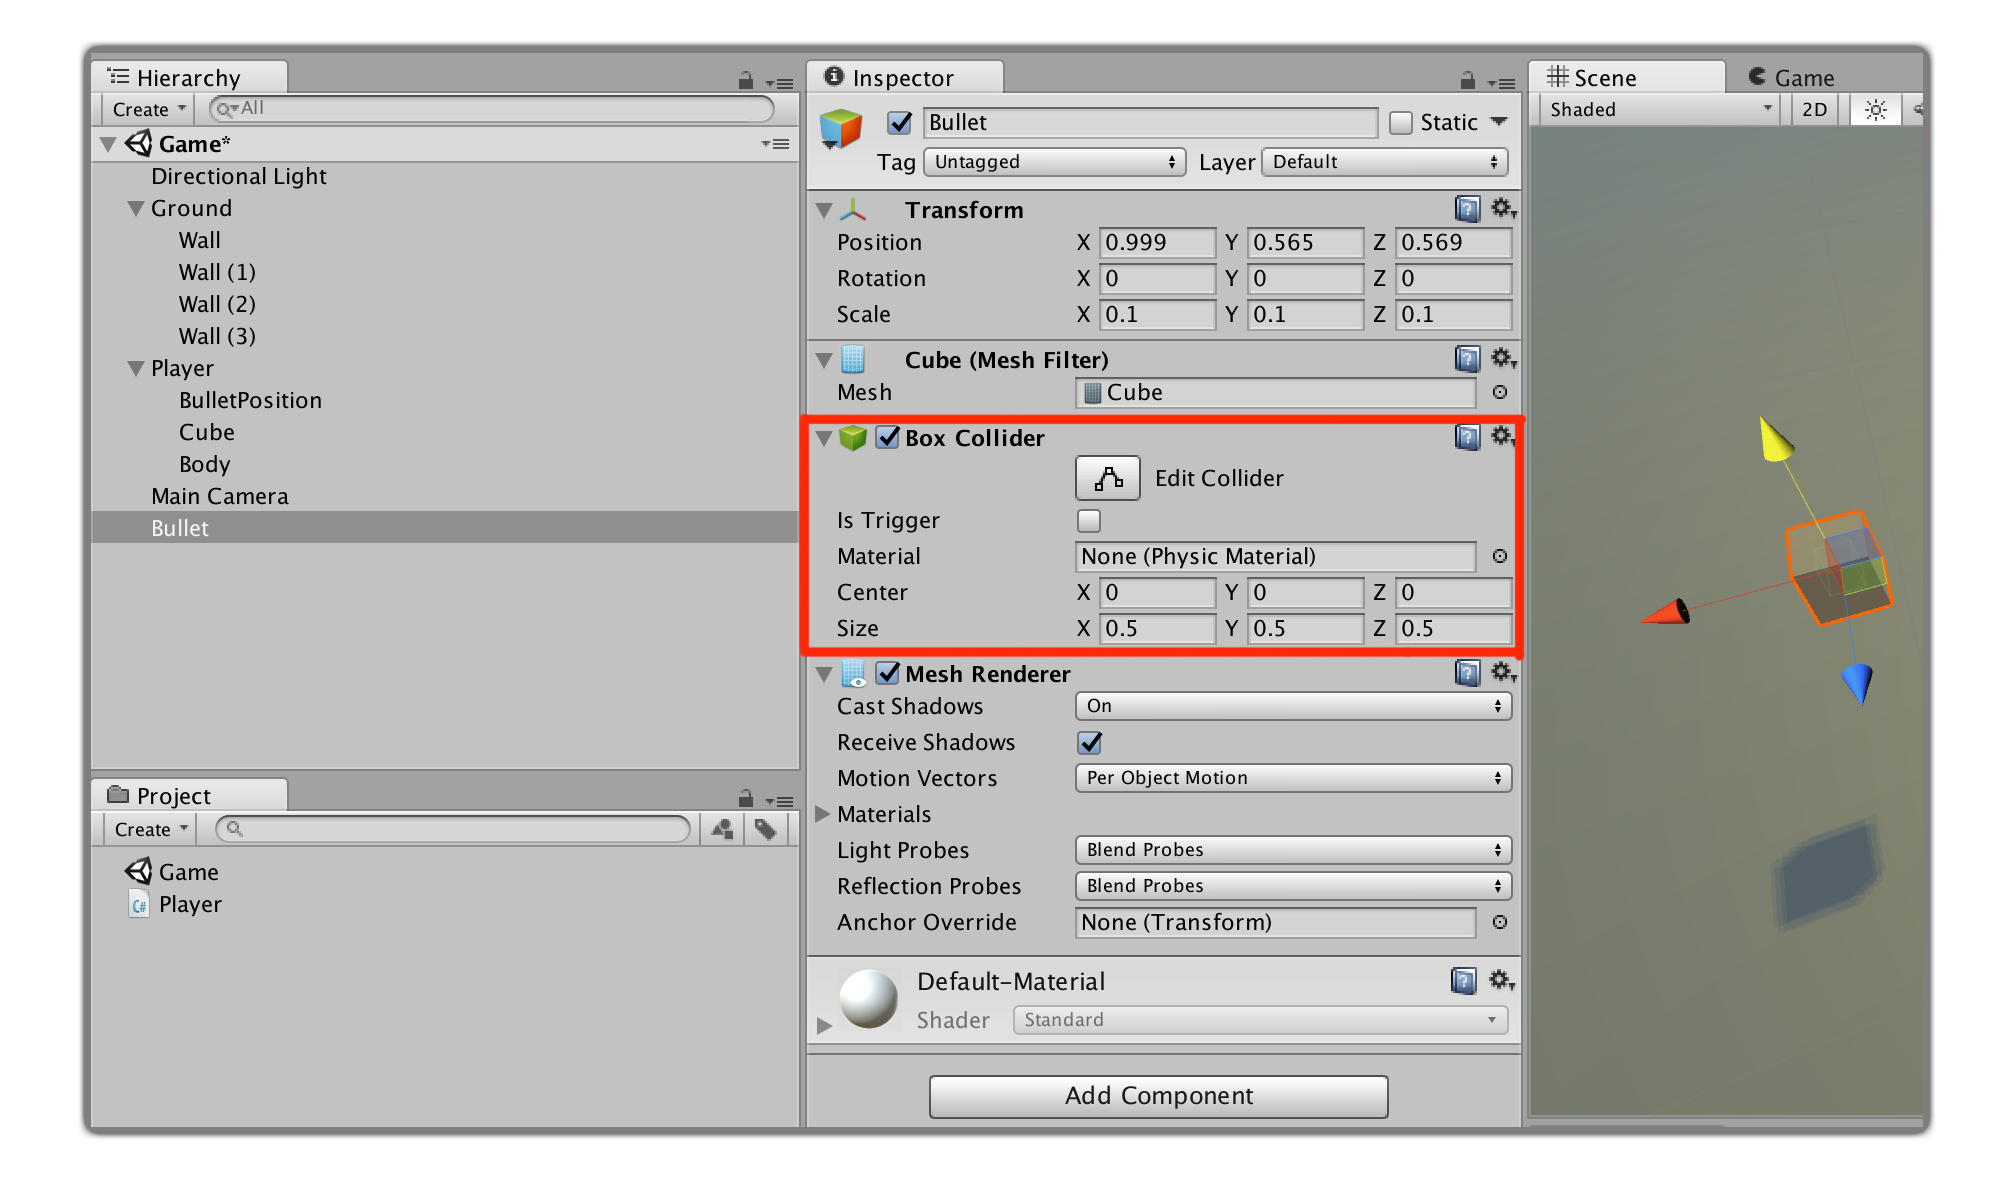 Hierarchy
Create
All
Game*
Directional Light
Ground
Wall
Wall (1)
Wall (2)
Wall (3)
Player
BulletPosition
Cube
Body
Main Camera
Bullet
Project
Create
Game
Player
Inspector
Bullet
Static
Tag Untagged Layer Default
Transform
Position X 0.999 Y 0.565 Z 0.569
Rotation X 0 Y 0 Z 0
Scale X 0.1 Y 0.1 Z 0.1
Cube (Mesh Filter)
Mesh Cube
Box Collider
Edit Collider
Is Trigger
Material None (Physic Material)
Center X 0 Y 0 Z 0
Size X 0.5 Y 0.5 Z 0.5
Mesh Renderer
Cast Shadows On
Receive Shadows
Motion Vectors Per Object Motion
Materials
Light Probes Blend Probes
Reflection Probes Blend Probes
Anchor Override None (Transform)
Default-Material
Shader Standard
Add Component
Scene Game
Shaded 2D